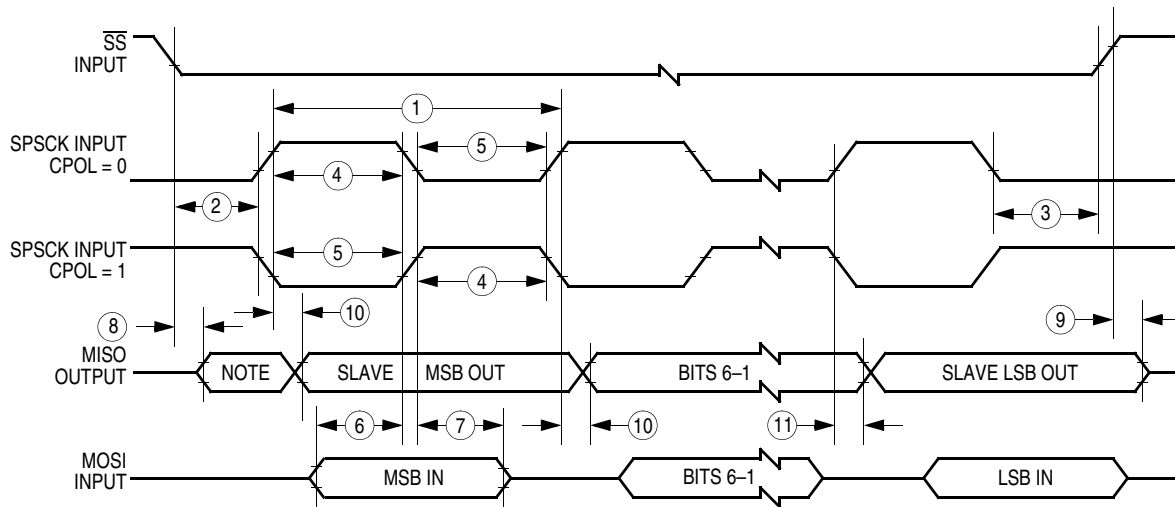 SS
INPUT
1
SPSCK INPUT
CPOL = 0
5
4
2
3
SPSCK INPUT
CPOL = 1
5
4
8
10
9
MISO
OUTPUT
NOTE
SLAVE MSB OUT
BITS 6–1
SLAVE LSB OUT
6
7
10
11
MOSI
INPUT
MSB IN
BITS 6–1
LSB IN